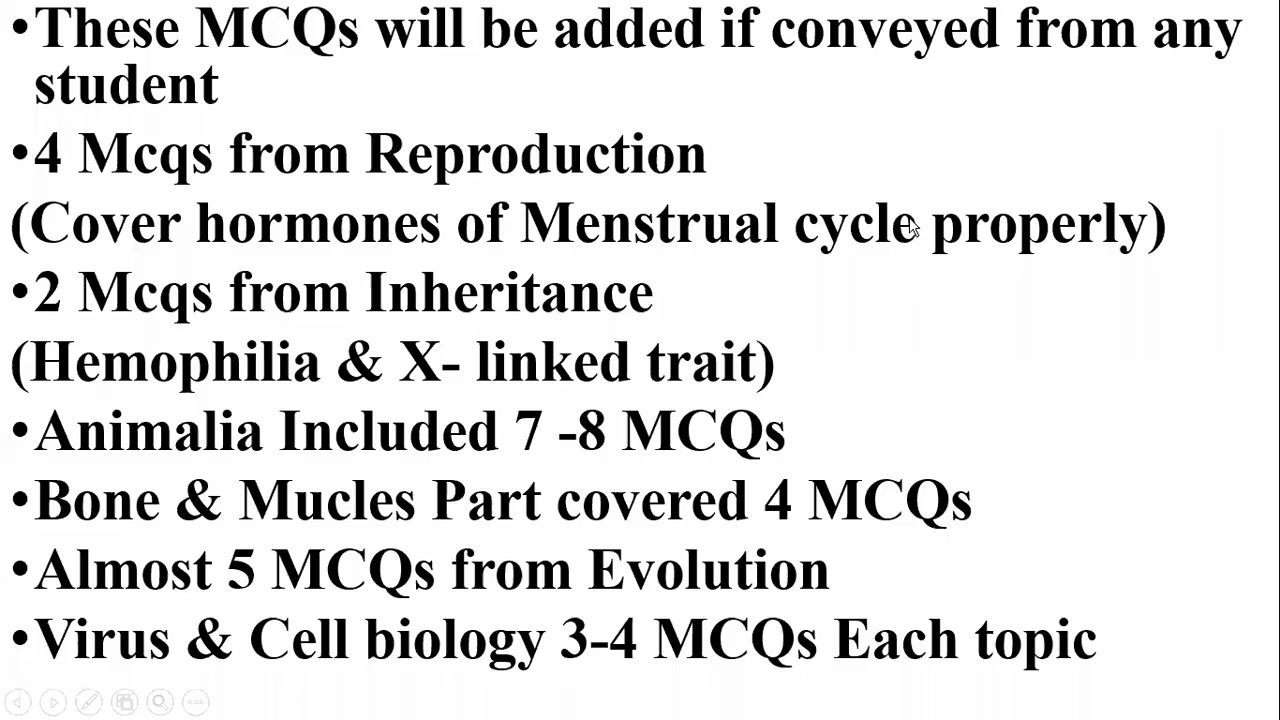 •These MCQs will be added if conveyed from any
student
•4 Mcqs from Reproduction
(Cover hormones of Menstrual cycle properly)
•2 Mcqs from Inheritance
(Hemophilia & X- linked trait)
•Animalia Included 7 -8 MCQs
•Bone & Mucles Part covered 4 MCQs
•Almost 5 MCQs from Evolution
•Virus & Cell biology 3-4 MCQs Each topic